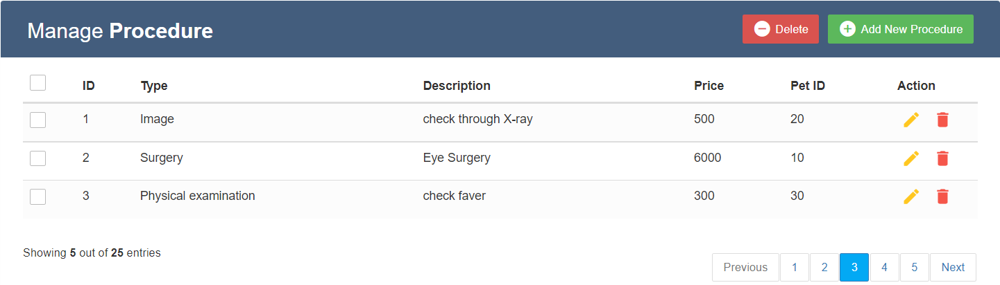 Manage Procedure
Delete
Add New Procedure
ID Type Description Price Pet ID Action
1 Image check through X-ray 500 20
2 Surgery Eye Surgery 6000 10
3 Physical examination check faver 300 30
Showing 5 out of 25 entries
Previous 1 2 3 4 5 Next